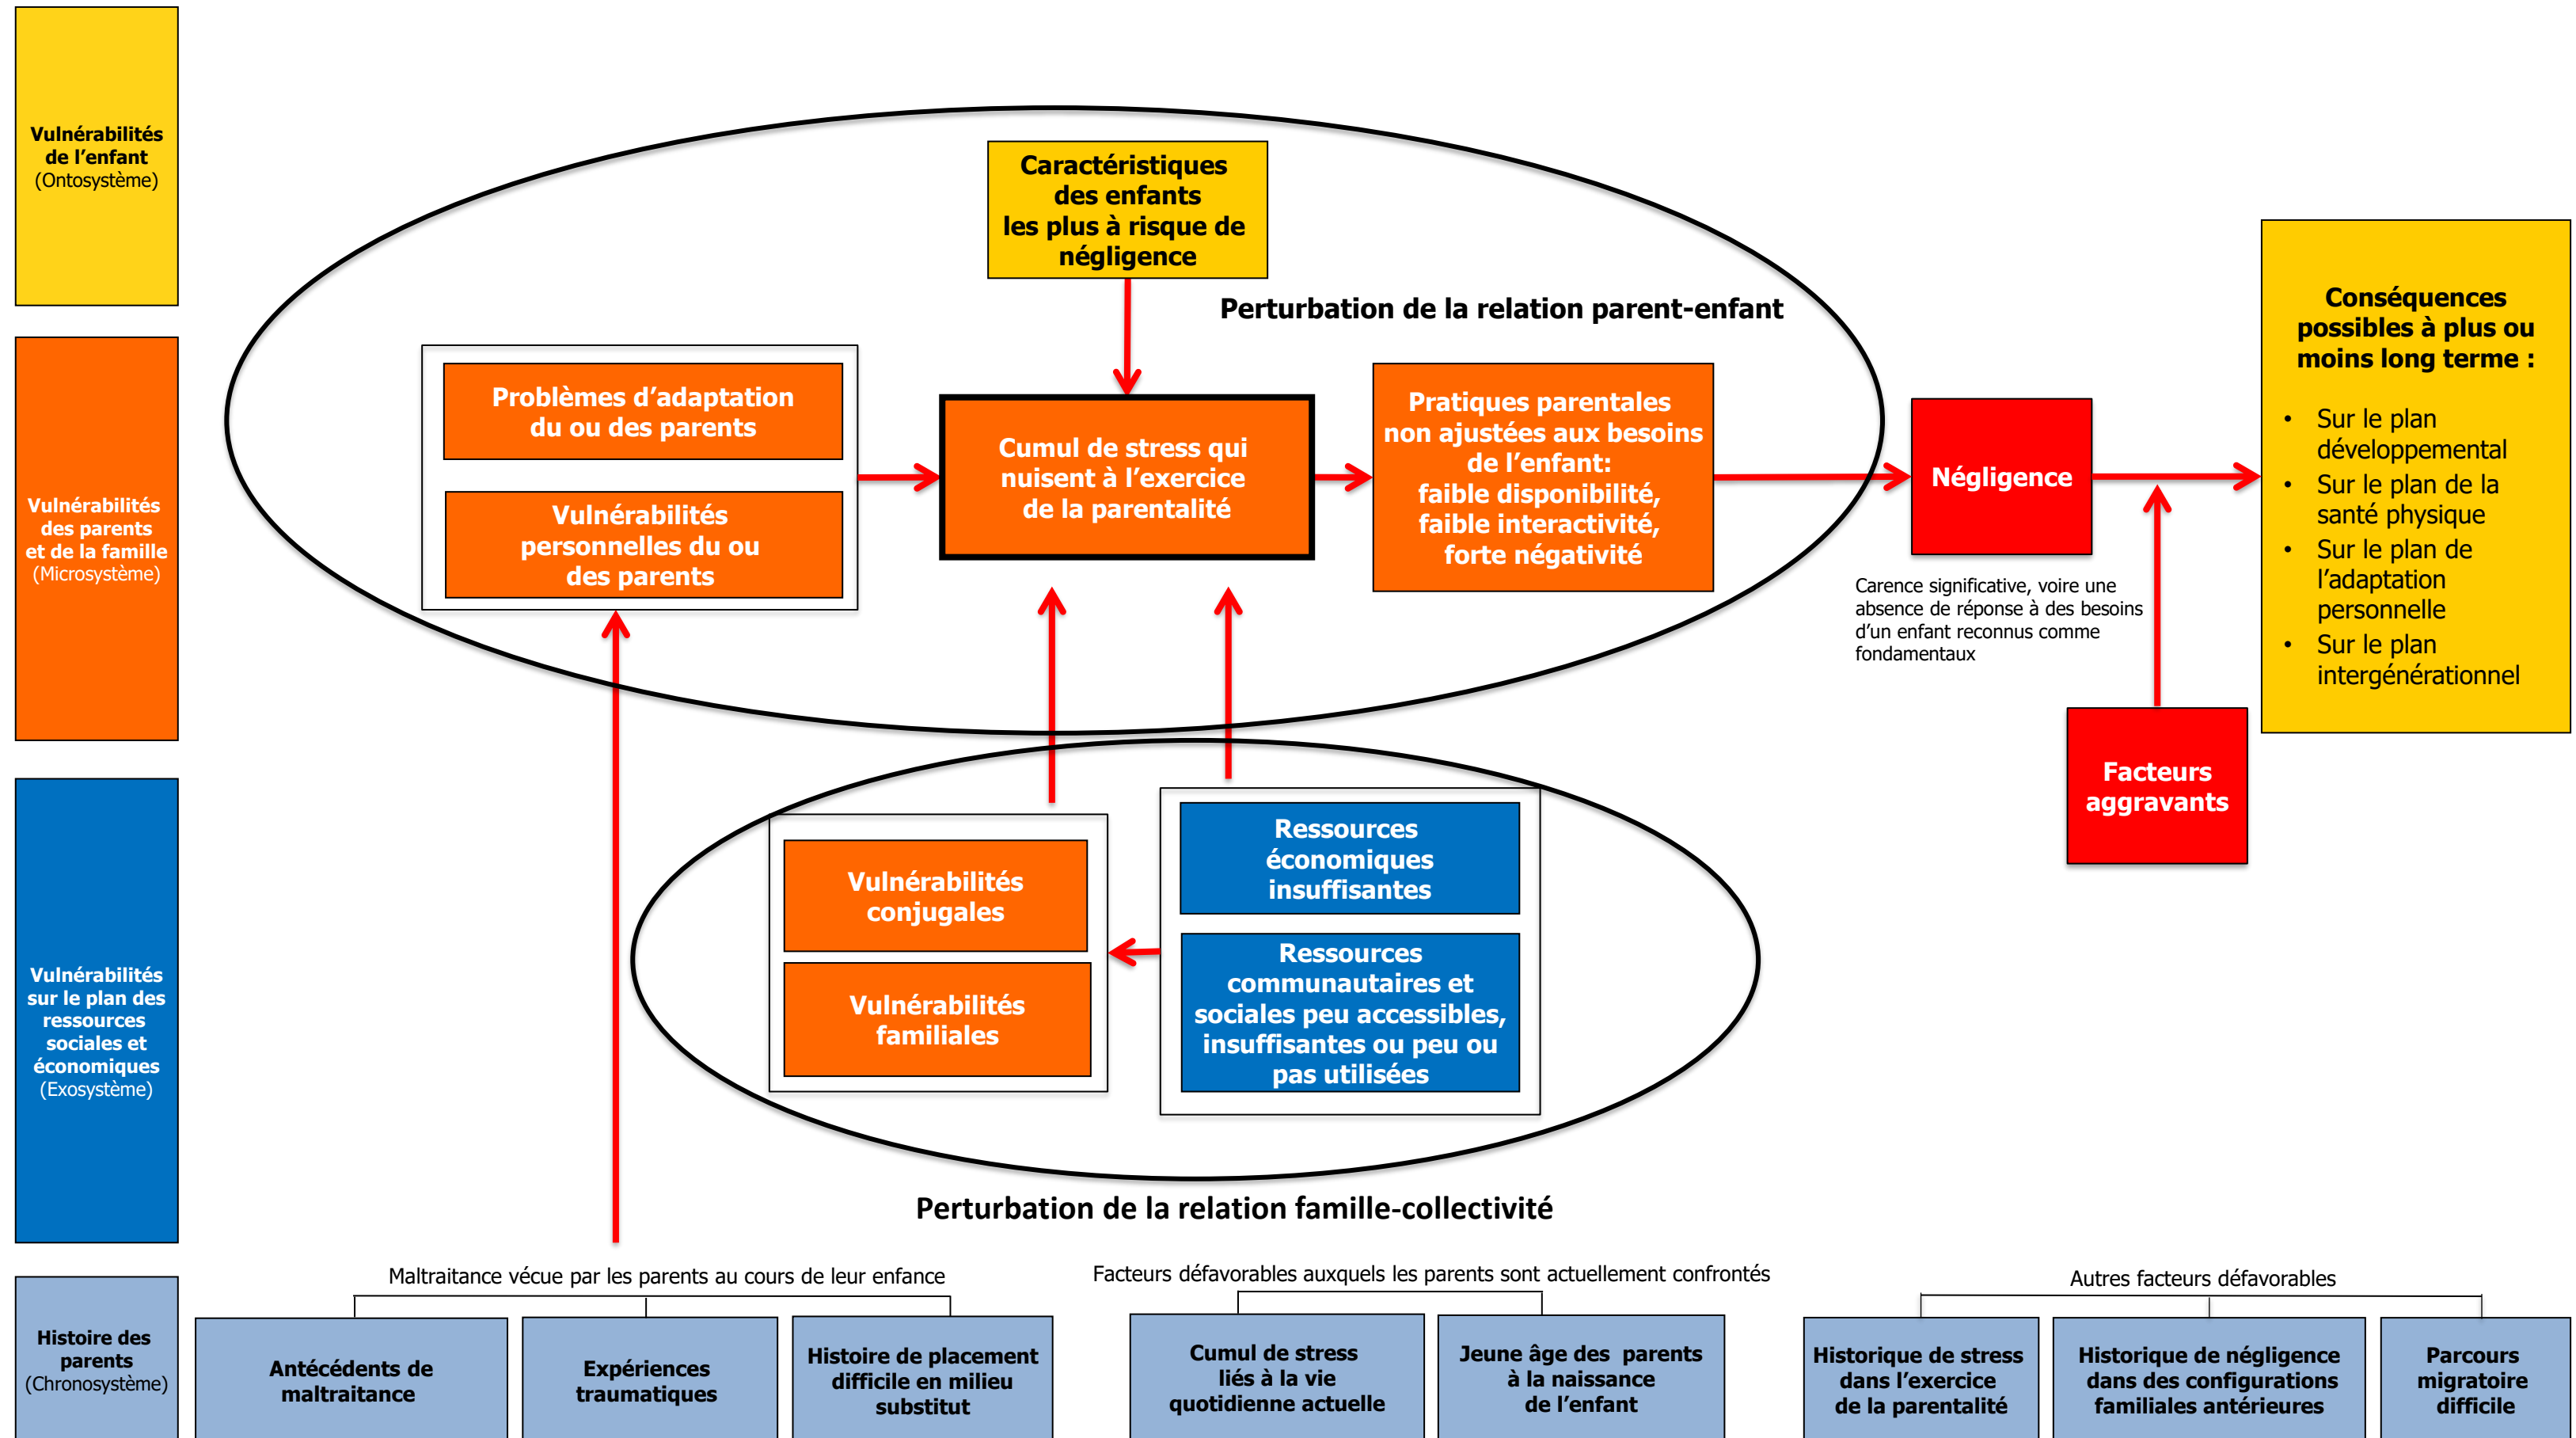 Vulnérabilités
de l’enfant
(Ontosystème)
Vulnérabilités
des parents
et de la famille
(Microsystème)
Vulnérabilités
sur le plan des
ressources
sociales et
économiques
(Exosystème)
Histoire des
parents
(Chronosystème)
Caractéristiques
des enfants
les plus à risque de
négligence
Perturbation de la relation parent-enfant
Problèmes d’adaptation
du ou des parents
Vulnérabilités
personnelles du ou
des parents
Cumul de stress qui
nuisent à l’exercice
de la parentalité
Pratiques parentales
non ajustées aux besoins
de l’enfant:
faible disponibilité,
faible interactivité,
forte négativité
Négligence
Carence significative, voire une
absence de réponse à des besoins
d’un enfant reconnus comme
fondamentaux
Conséquences
possibles à plus ou
moins long terme :
• Sur le plan
développemental
• Sur le plan de la
santé physique
• Sur le plan de
l’adaptation
personnelle
• Sur le plan
intergénérationnel
Facteurs
aggravants
Vulnérabilités
conjugales
Vulnérabilités
familiales
Ressources
économiques
insuffisantes
Ressources
communautaires et
sociales peu accessibles,
insuffisantes ou peu ou
pas utilisées
Perturbation de la relation famille-collectivité
Maltraitance vécue par les parents au cours de leur enfance
Antécédents de
maltraitance
Expériences
traumatiques
Histoire de placement
difficile en milieu
substitut
Facteurs défavorables auxquels les parents sont actuellement confrontés
Cumul de stress
liés à la vie
quotidienne actuelle
Jeune âge des parents
à la naissance
de l’enfant
Autres facteurs défavorables
Historique de stress
dans l’exercice
de la parentalité
Historique de négligence
dans des configurations
familiales antérieures
Parcours
migratoire
difficile